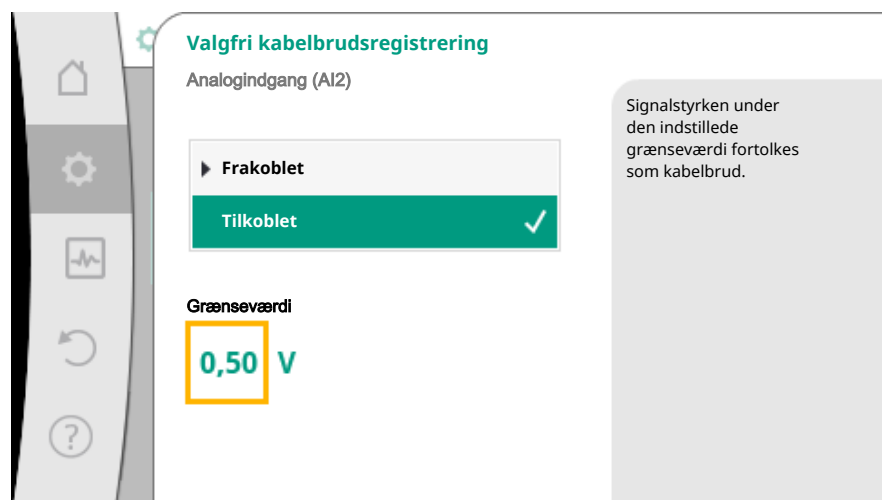 Valgfri kabelbrudsregistrering
Analogindgang (AI2)
Frakoblet
Tilkoblet
Grænseværdi
0,50 V
Signalstyrken under
den indstillede
grænseværdi fortolkes
som kabelbrud.
?